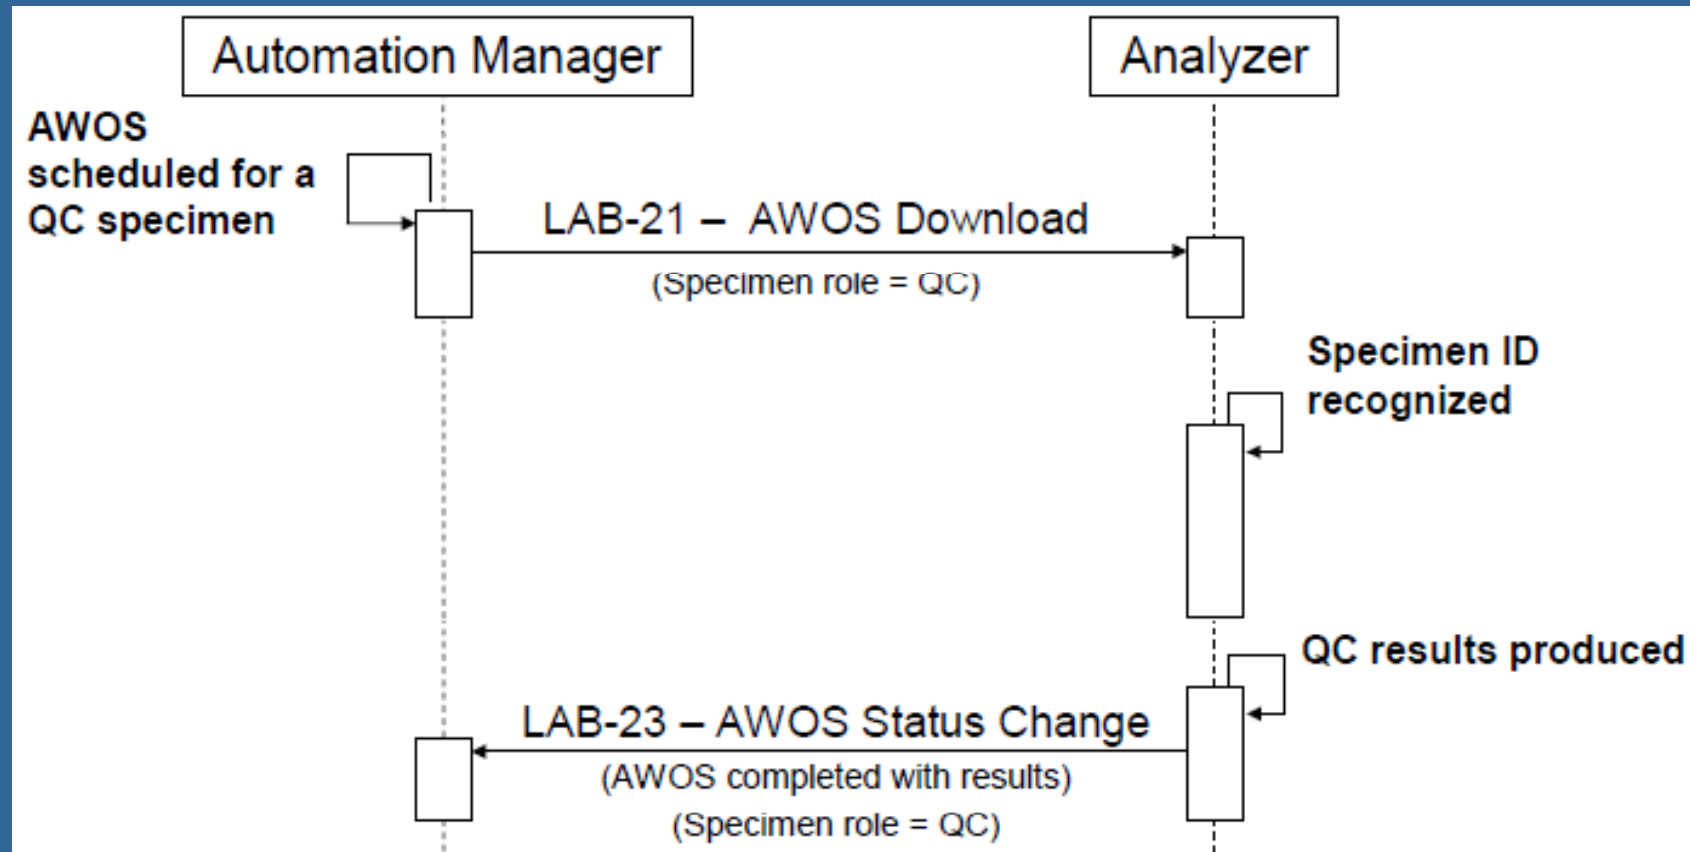 Automation Manager
Analyzer
AWOS
scheduled for a
QC specimen
LAB-21 – AWOS Download
(Specimen role = QC)
Specimen ID
recognized
QC results produced
LAB-23 – AWOS Status Change
(AWOS completed with results)
(Specimen role = QC)